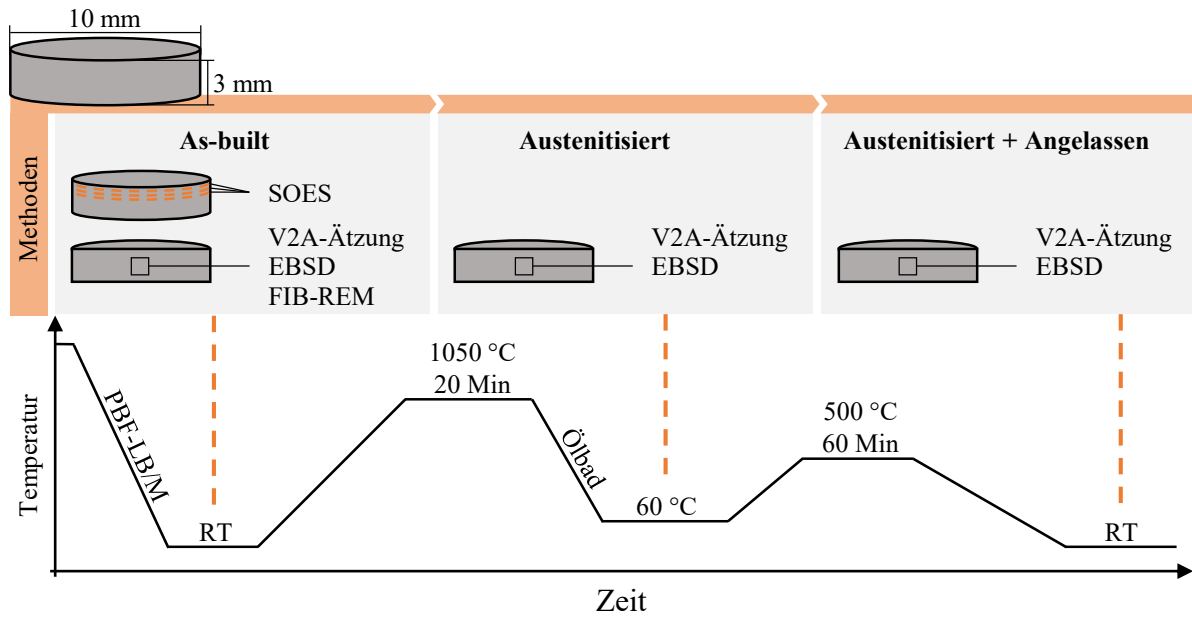 10 mm
3 mm
Methoden
As-built
SOES
V2A-Ätzung
EBSD
FIB-REM
Austenitisiert
V2A-Ätzung
EBSD
Austenitisiert + Angelassen
V2A-Ätzung
EBSD
Temperatur
PBF-LB/M
RT
1050 °C
20 Min
Ölbad
60 °C
500 °C
60 Min
RT
Zeit